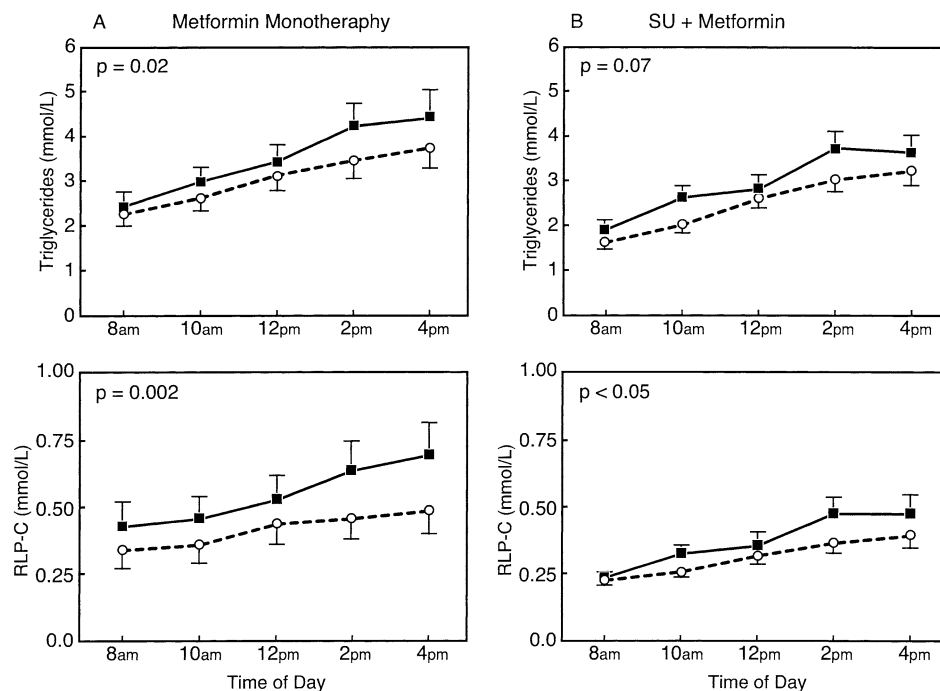 A Metformin Monotheraphy
p = 0.02
Triglycerides (mmol/L)
6
5
4
3
2
1
0
8am 10am 12pm 2pm 4pm
B SU + Metformin
p = 0.07
Triglycerides (mmol/L)
6
5
4
3
2
1
0
8am 10am 12pm 2pm 4pm
p = 0.002
RLP-C (mmol/L)
1.00
0.75
0.50
0.25
0.0
8am 10am 12pm 2pm 4pm
Time of Day
p < 0.05
RLP-C (mmol/L)
1.00
0.75
0.50
0.25
0.0
8am 10am 12pm 2pm 4pm
Time of Day